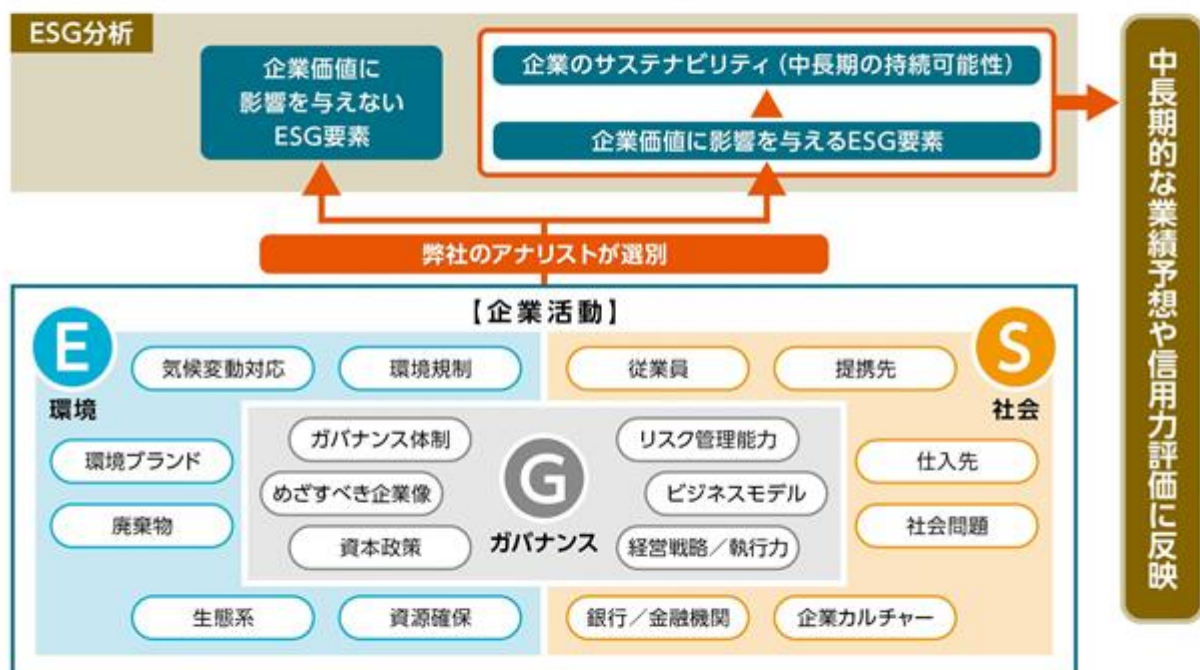 ESG分析
企業価値に
影響を与えない
ESG要素
企業のサステナビリティ（中長期の持続可能性）
企業価値に影響を与えるESG要素
中長期的な業績予想や信用力評価に反映
弊社のアナリストが選別
【企業活動】
E
環境
気候変動対応
環境規制
環境ブランド
廃棄物
生態系
資源確保
G
ガバナンス
ガバナンス体制
めざすべき企業像
資本政策
リスク管理能力
ビジネスモデル
経営戦略／執行力
S
社会
従業員
提携先
仕入先
社会問題
銀行／金融機関
企業カルチャー